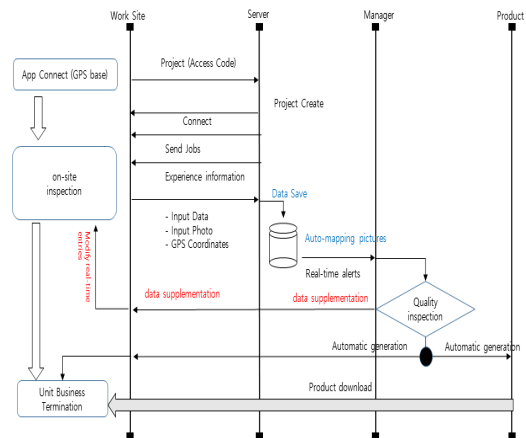 Work Site
Server
Manager
Product
App Connect (GPS base)
Project (Access Code)
Project Create
Connect
Send Jobs
on-site
inspection
Experience information
Data Save
- Input Data
- Input Photo
- GPS Coordinates
Auto-mapping pictures
Real-time alerts
Modify real-time
entries
data supplementation
data supplementation
Quality
inspection
Automatic generation
Automatic generation
Unit Business
Termination
Product download